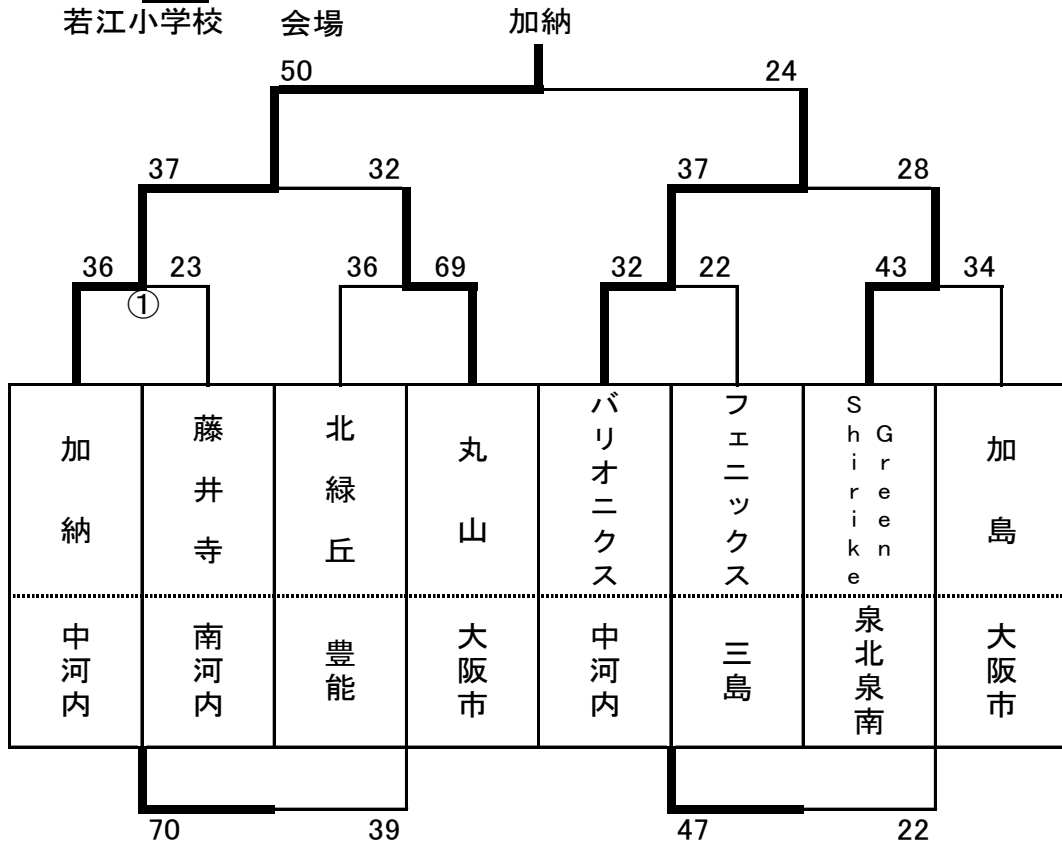 若江小学校 会場 加納
50 24
37 32 37 28
36 23 36 69 32 22 43 34
①
加納
藤井寺
北緑丘
丸山
バリオニクス
フェニックス
Green
Shirike
加島
中河内
南河内
豊能
大阪市
中河内
三島
泉北泉南
大阪市
70 39 47 22